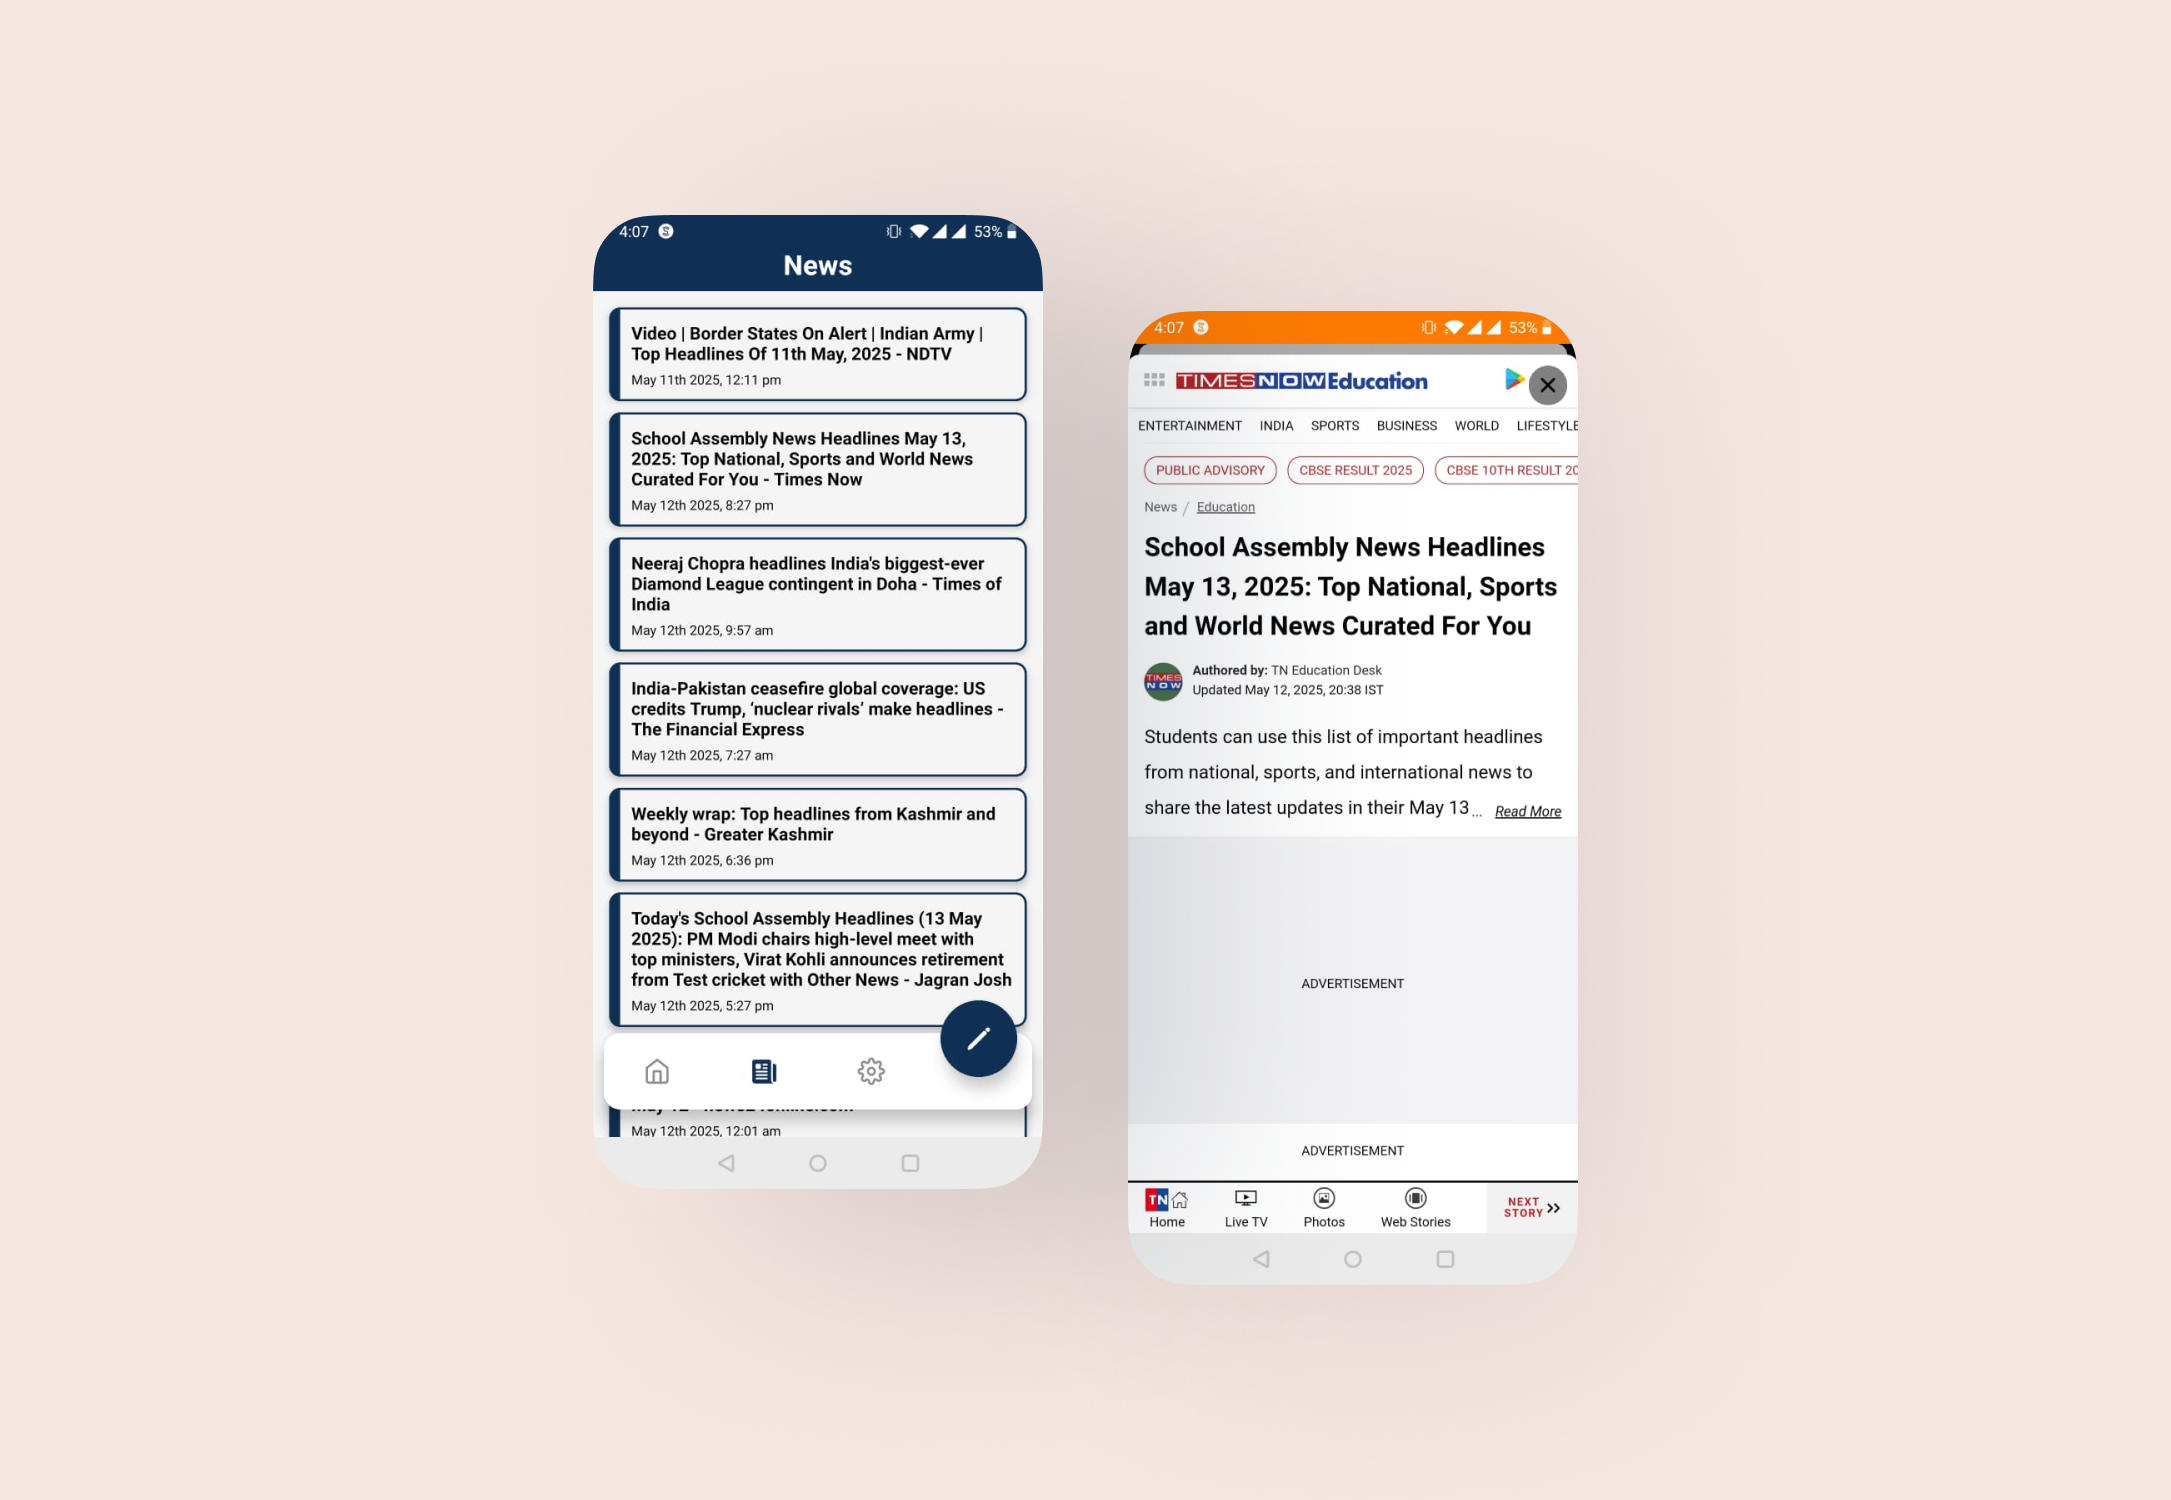 4:07
53%
News
Video | Border States On Alert | Indian Army |
Top Headlines Of 11th May, 2025 - NDTV
May 11th 2025, 12:11 pm
School Assembly News Headlines May 13,
2025: Top National, Sports and World News
Curated For You - Times Now
May 12th 2025, 8:27 pm
Neeraj Chopra headlines India's biggest-ever
Diamond League contingent in Doha - Times of
India
May 12th 2025, 9:57 am
India-Pakistan ceasefire global coverage: US
credits Trump, ‘nuclear rivals’ make headlines -
The Financial Express
May 12th 2025, 7:27 am
Weekly wrap: Top headlines from Kashmir and
beyond - Greater Kashmir
May 12th 2025, 6:36 pm
Today's School Assembly Headlines (13 May
2025): PM Modi chairs high-level meet with
top ministers, Virat Kohli announces retirement
from Test cricket with Other News - Jagran Josh
May 12th 2025, 5:27 pm
May 12th 2025, 12:01 am
4:07
53%
TIMES NOW Education
ENTERTAINMENT INDIA SPORTS BUSINESS WORLD LIFESTYLE
PUBLIC ADVISORY CBSE RESULT 2025 CBSE 10TH RESULT 20
News / Education
School Assembly News Headlines
May 13, 2025: Top National, Sports
and World News Curated For You
TIMES NOW
Authored by: TN Education Desk
Updated May 12, 2025, 20:38 IST
Students can use this list of important headlines
from national, sports, and international news to
share the latest updates in their May 13... Read More
ADVERTISEMENT
ADVERTISEMENT
TN
Home Live TV Photos Web Stories
NEXT
STORY